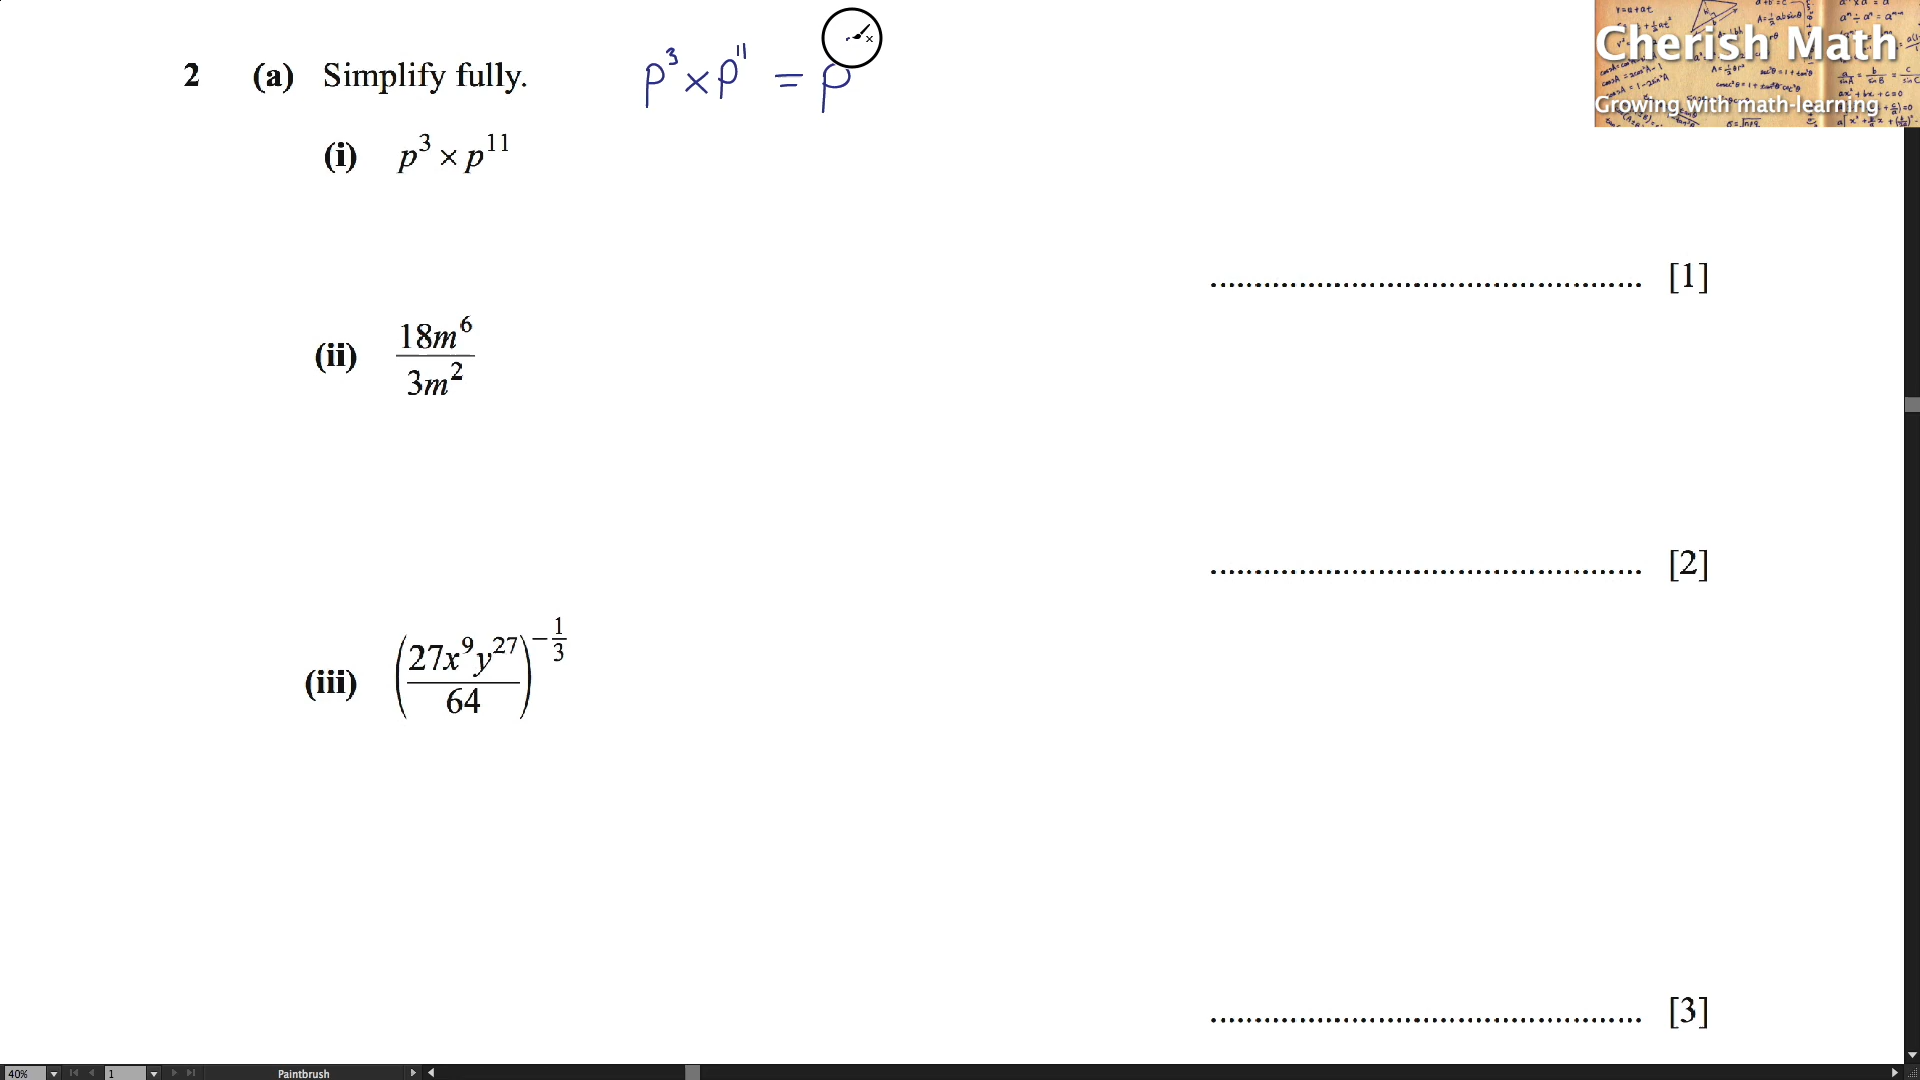 2 (a) Simplify fully. p³ × p¹¹ = p
(i) p³ × p¹¹
Cherish Math
Growing with math-learning
.................................................. [1]
(ii) 18m⁶
3m²
.................................................. [2]
(iii) (27x⁹y²⁷ / 64)^(-1/3)
.................................................. [3]
40% 1 Paintbrush